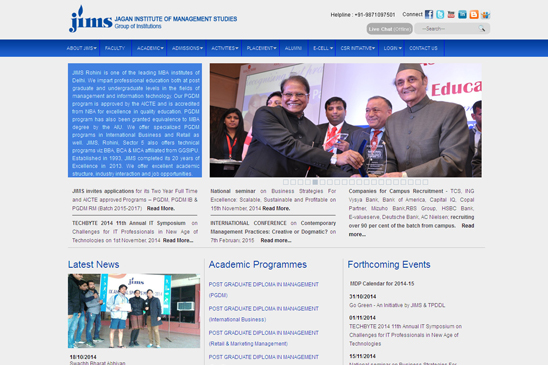 jims JAGAN INSTITUTE OF MANAGEMENT STUDIES
Group of Institutions
Helpline : +91-9871097501 Connect
Live Chat (Offline) ---Search---
ABOUT JIMS FACULTY ACADEMIC ADMISSIONS ACTIVITIES PLACEMENT ALUMNI E-CELL CSR INITIATIVE LOGIN CONTACT US
JIMS Rohini is one of the leading MBA institutes of
Delhi. We impart professional education both at post
graduate and undergraduate levels in the fields of
management and information technology. Our PGDM
program is approved by the AICTE and is accredited
from NBA for excellence in quality education. PGDM
program has also been granted equivalence to MBA
degree by the AIU. We offer specialized PGDM
programs in International Business and Retail as
well. JIMS, Rohini, Sector 5 also offers technical
programs viz BBA, BCA & MCA affiliated from GGSIPU.
Established in 1993, JIMS completed its 20 years of
Excellence in 2013. We offer excellent academic
structure, industry interaction and job opportunities.
JIMS invites applications for its Two Year Full Time
and AICTE approved Programs – PGDM, PGDM IB &
PGDM RM (Batch 2015-2017) Read More.
TECHBYTE 2014 11th Annual IT Symposium on
Challenges for IT Professionals in New Age of
Technologies on 1st November, 2014 Read More...
National seminar on Business Strategies For
Excellence: Scalable, Sustainable and Profitable on
15th November, 2014 Read More.
INTERNATIONAL CONFERENCE on Contemporary
Management Practices: Creative or Dogmatic? on
7th February, 2015 Read more...
Companies for Campus Recruitment - TCS, ING
Vysya Bank, Bank of America, Capital IQ, Copal
Partner, Mizuho Bank,RBS Group, HSBC Bank,
E-valueserve, Deutsche Bank, AC Nielsen, recruiting
over 90 per cent of the batch from campus. Read
more...
Latest News
18/10/2014
Swachh Bharat Abhiyan
Academic Programmes
POST GRADUATE DIPLOMA IN MANAGEMENT
(PGDM)
POST GRADUATE DIPLOMA IN MANAGEMENT
(International Business)
POST GRADUATE DIPLOMA IN MANAGEMENT
(Retail & Marketing Management)
POST GRADUATE DIPLOMA IN MANAGEMENT
Forthcoming Events
MDP Calendar for 2014-15
31/10/2014
Go Green - An Initiative by JIMS & TPDDL
01/11/2014
TECHBYTE 2014 11th Annual IT Symposium on
Challenges for IT Professionals in New Age of
Technologies
15/11/2014
National seminar on Business Strategies For